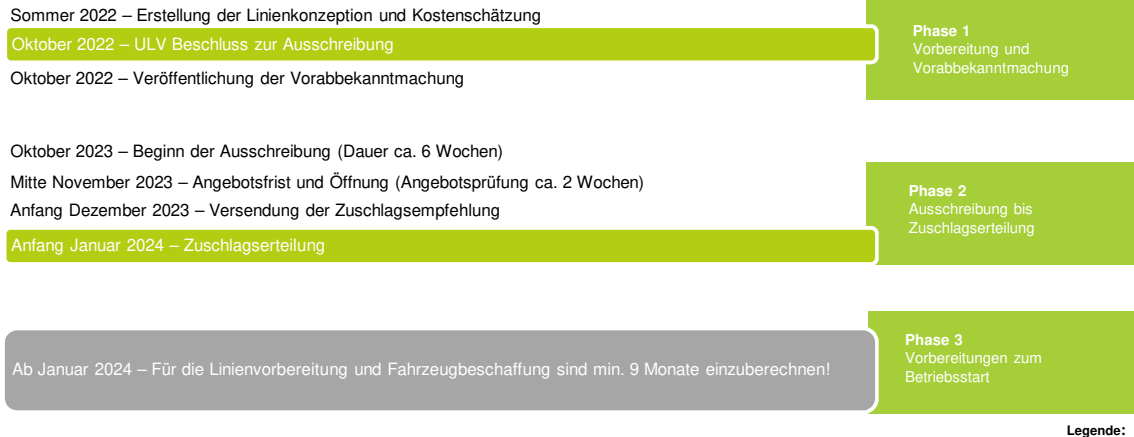 Sommer 2022 – Erstellung der Linienkonzeption und Kostenschätzung
Oktober 2022 – ULV Beschluss zur Ausschreibung
Oktober 2022 – Veröffentlichung der Vorabbekanntmachung
Phase 1
Vorbereitung und
Vorabbekanntmachung
Oktober 2023 – Beginn der Ausschreibung (Dauer ca. 6 Wochen)
Mitte November 2023 – Angebotsfrist und Öffnung (Angebotsprüfung ca. 2 Wochen)
Anfang Dezember 2023 – Versendung der Zuschlagsempfehlung
Anfang Januar 2024 – Zuschlagserteilung
Phase 2
Ausschreibung bis
Zuschlagserteilung
Ab Januar 2024 – Für die Linienvorbereitung und Fahrzeugbeschaffung sind min. 9 Monate einzuberechnen!
Phase 3
Vorbereitungen zum
Betriebsstart
Legende: